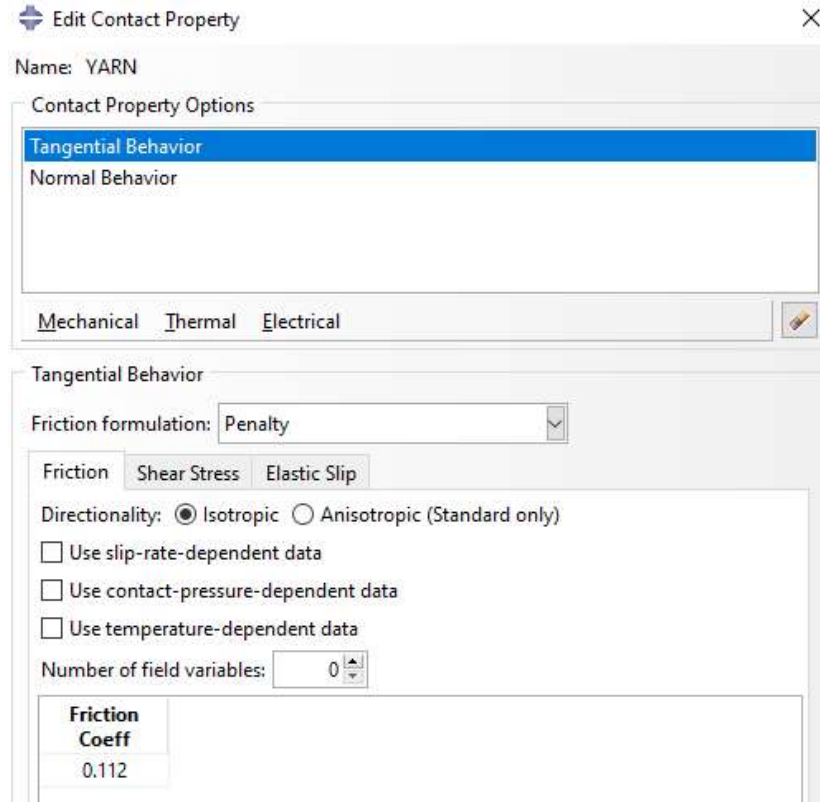 Edit Contact Property
Name: YARN
Contact Property Options
Tangential Behavior
Normal Behavior
Mechanical Thermal Electrical
Tangential Behavior
Friction formulation: Penalty
Friction Shear Stress Elastic Slip
Directionality: Isotropic Anisotropic (Standard only)
Use slip-rate-dependent data
Use contact-pressure-dependent data
Use temperature-dependent data
Number of field variables: 0
Friction
Coeff
0.112